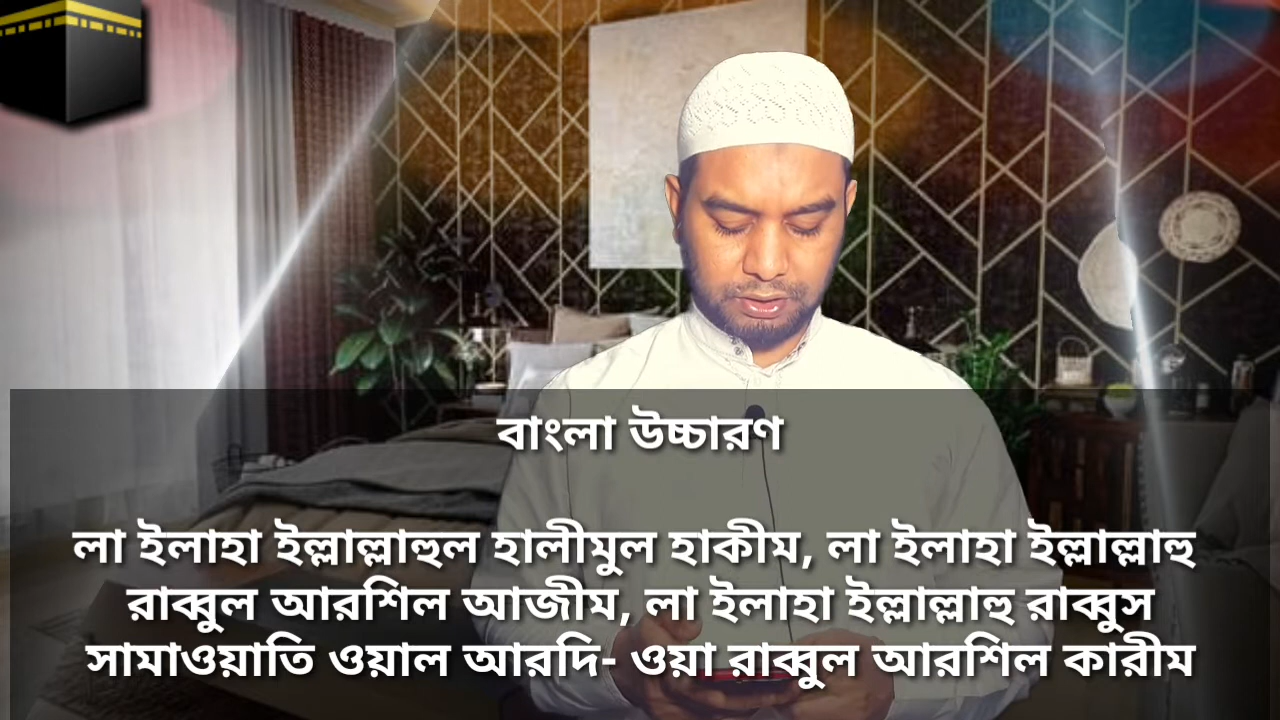 বাংলা উচ্চারণ
লা ইলাহা ইল্লাল্লাহুল হালীমুল হাকীম, লা ইলাহা ইল্লাল্লাহু
রাব্বুল আরশিল আজীম, লা ইলাহা ইল্লাল্লাহু রাব্বুস
সামাওয়াতি ওয়াল আরদি- ওয়া রাব্বুল আরশিল কারীম